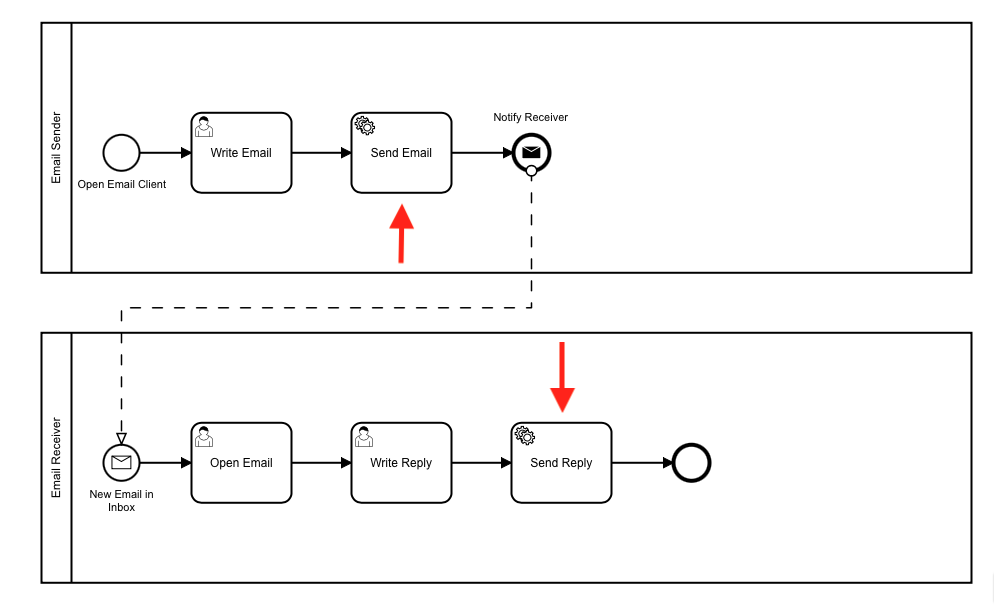 Email Sender
Notify Receiver
Write Email
Send Email
Open Email Client
Email Receiver
Open Email
Write Reply
Send Reply
New Email in
Inbox